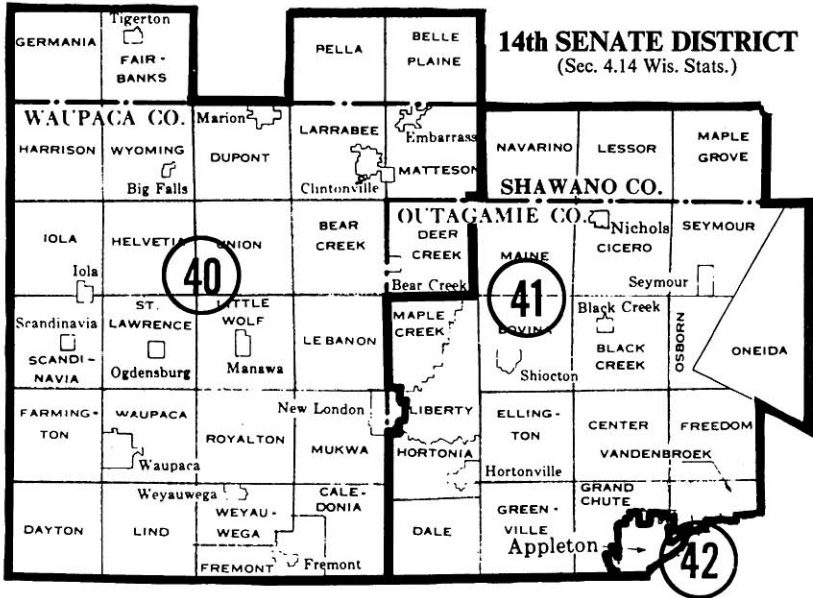 14th SENATE DISTRICT
(Sec. 4.14 Wis. Stats.)
Tigerton
GERMANIA
FAIR-
BANKS
PELLA
BELLE
PLAINE
WAUPACA CO.
Marion
LARRABEE
Embarrass
HARRISON
WYOMING
DUPONT
Big Falls
Clintonville
MATTESON
NAVARINO
LESSOR
MAPLE
GROVE
SHAWANO CO.
OUTAGAMIE CO.
IOLA
HELVETIA
UNION
BEAR
CREEK
DEER
CREEK
MAINE
Nichols
CICERO
SEYMOUR
Iola
40
Bear Creek
41
Seymour
Scandinavia
ST.
LAWRENCE
LITTLE
WOLF
LEBANON
MAPLE
CREEK
BOVINA
Black Creek
BLACK
CREEK
OSBORN
ONEIDA
SCANDI-
NAVIA
Ogdensburg
Manawa
Shiocton
FARMING-
TON
WAUPACA
ROYALTON
New London
MUKWA
LIBERTY
ELLING-
TON
CENTER
FREEDOM
Waupaca
HORTONIA
Hortonville
VANDENBROEK
Weyauwega
CALE-
DONIA
GRAND
CHUTE
DAYTON
LIND
WEYAU-
WEGA
DALE
GREEN-
VILLE
Appleton
FREMONT
Fremont
42